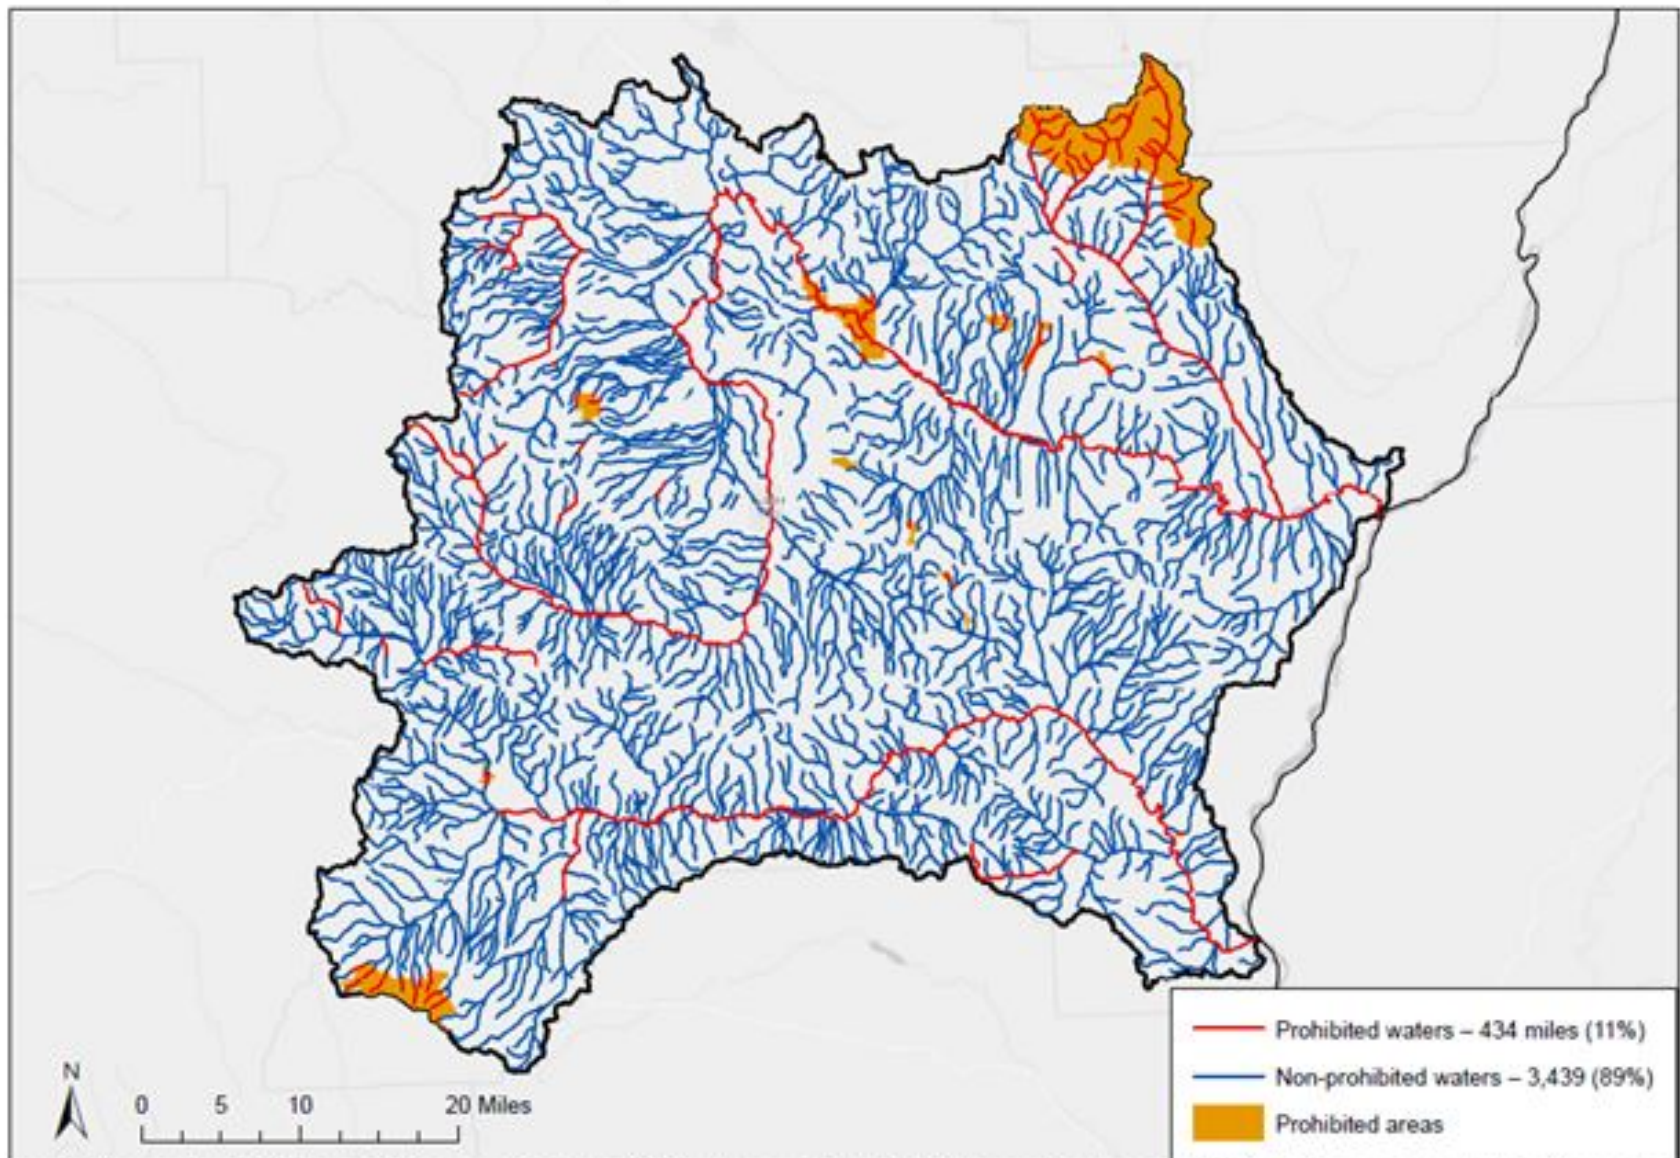 Prohibited waters – 434 miles (11%)
Non-prohibited waters – 3,439 (89%)
Prohibited areas
N
0 5 10 20 Miles